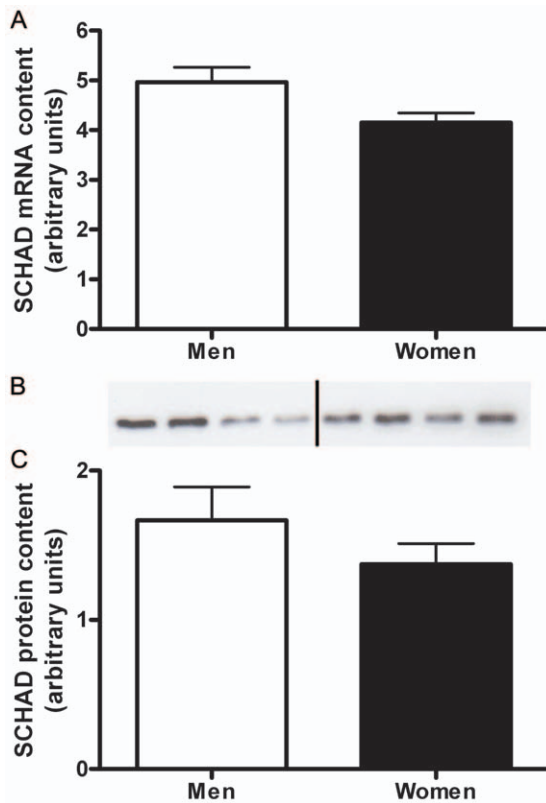 A
SCHAD mRNA content
(arbitrary units)
6
5
4
3
2
1
0
Men
Women
B
C
SCHAD protein content
(arbitrary units)
2
1
0
Men
Women